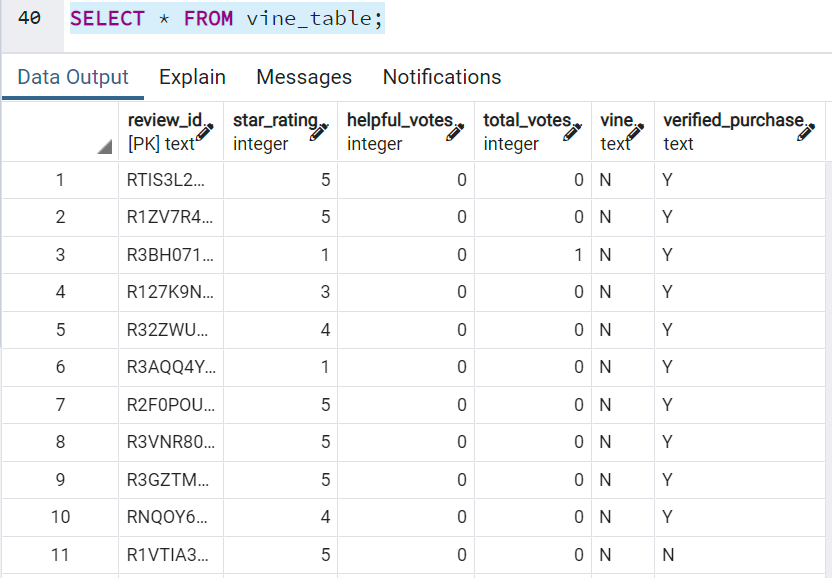 40 SELECT * FROM vine_table;
Data Output Explain Messages Notifications
review_id star_rating helpful_votes total_votes vine verified_purchase
[PK] text integer integer integer text text
1 RTIS3L2... 5 0 0 N Y
2 R1ZV7R4... 5 0 0 N Y
3 R3BH071... 1 0 1 N Y
4 R127K9N... 3 0 0 N Y
5 R32ZWU... 4 0 0 N Y
6 R3AQQ4Y... 1 0 0 N Y
7 R2F0POU... 5 0 0 N Y
8 R3VNR80... 5 0 0 N Y
9 R3GZTM... 5 0 0 N Y
10 RNQOY6... 4 0 0 N Y
11 R1VTIA3... 5 0 0 N N